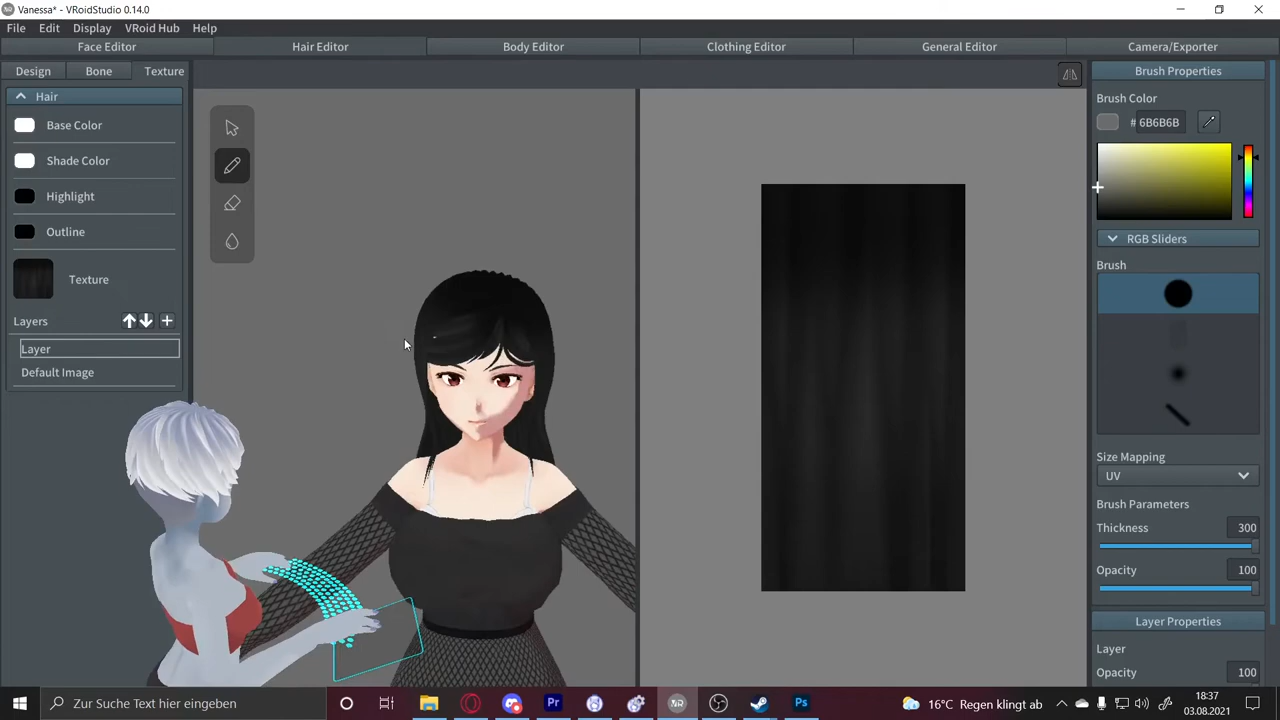 Vanessa* - VRoidStudio 0.14.0
File Edit Display VRoid Hub Help
Face Editor Hair Editor Body Editor Clothing Editor General Editor Camera/Exporter
Design Bone Texture
Hair
Base Color
Shade Color
Highlight
Outline
Texture
Layers
Layer
Default Image
Brush Properties
Brush Color
# 6B6B6B
RGB Sliders
Brush
Size Mapping
UV
Brush Parameters
Thickness 300
Opacity 100
Layer Properties
Layer
Opacity 100
Zur Suche Text hier eingeben
Pr
Ps
16°C Regen klingt ab
18:37
03.08.2021